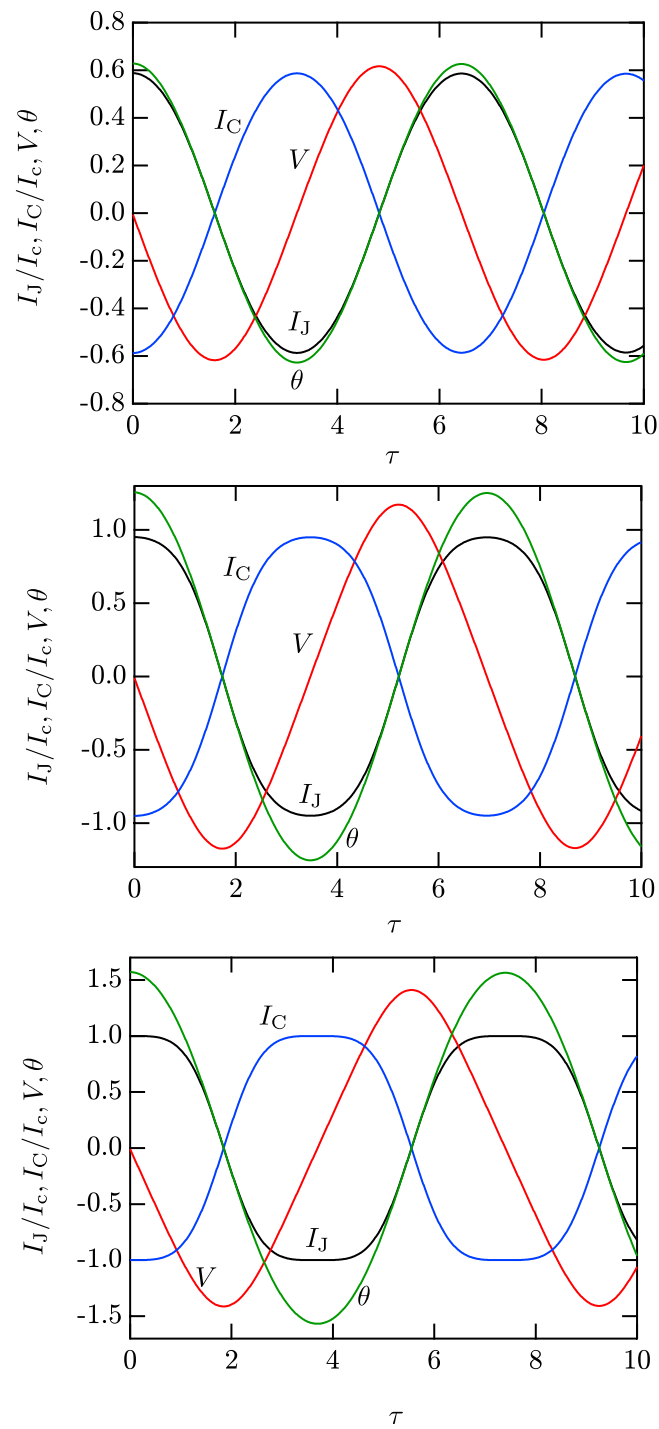 0.8
0.6
0.4
0.2
0.0
-0.2
-0.4
-0.6
-0.8
I_J/I_c, I_C/I_c, V, θ
I_C
V
I_J
θ
0 2 4 6 8 10
τ
1.0
0.5
0.0
-0.5
-1.0
I_J/I_c, I_C/I_c, V, θ
I_C
V
I_J
θ
0 2 4 6 8 10
τ
1.5
1.0
0.5
0.0
-0.5
-1.0
-1.5
I_J/I_c, I_C/I_c, V, θ
I_C
I_J
V
θ
0 2 4 6 8 10
τ